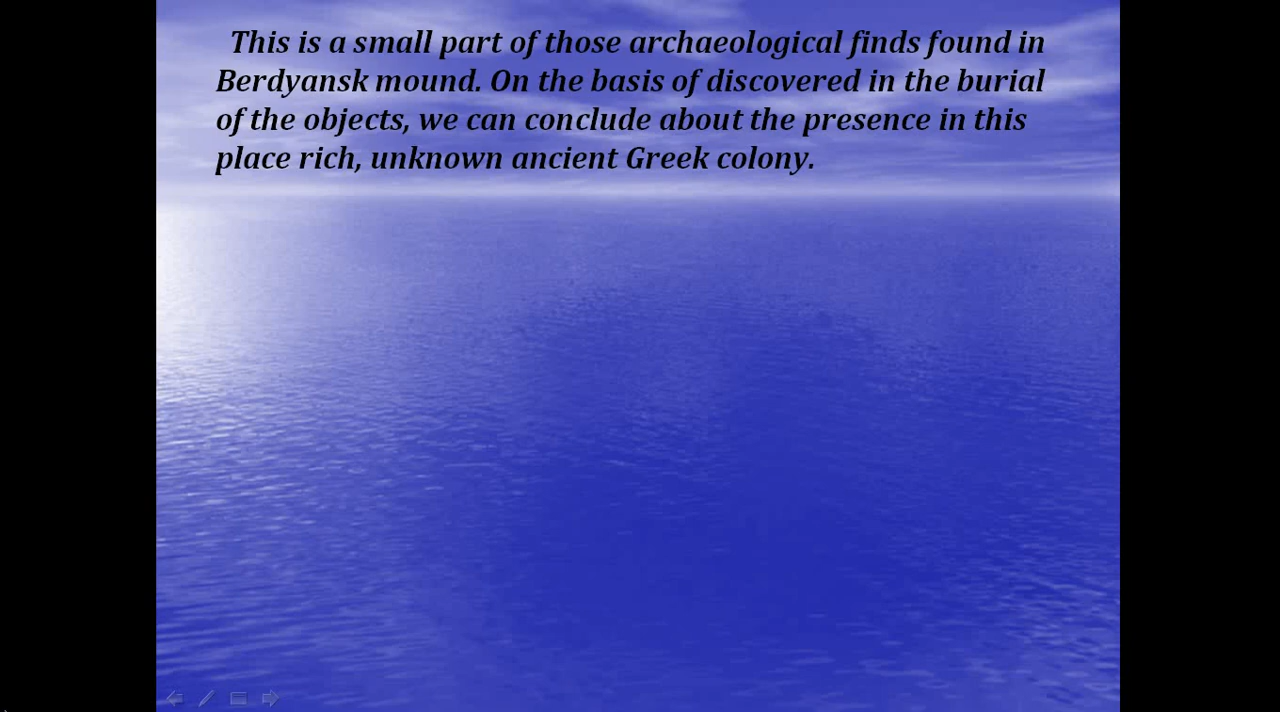 This is a small part of those archaeological finds found in
Berdyansk mound. On the basis of discovered in the burial
of the objects, we can conclude about the presence in this
place rich, unknown ancient Greek colony.